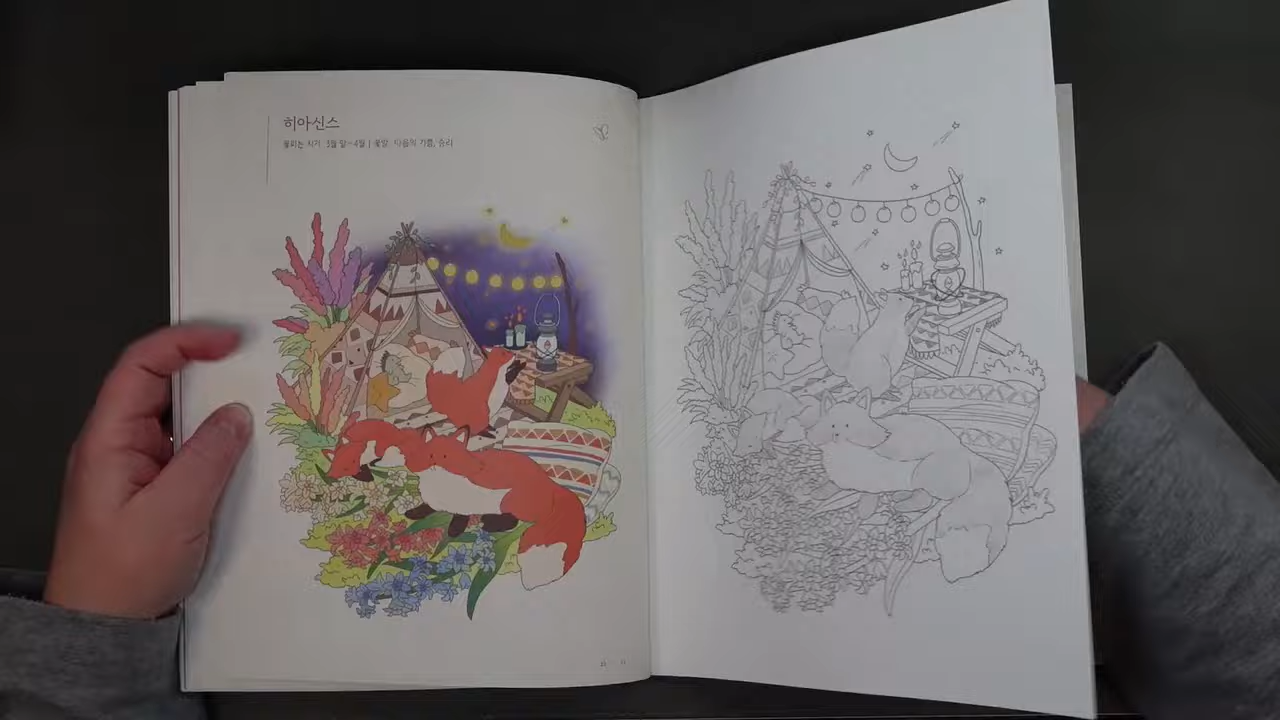 히아신스
꽃피는 시기 3월 말~4월 | 꽃말 마음의 기쁨, 승리